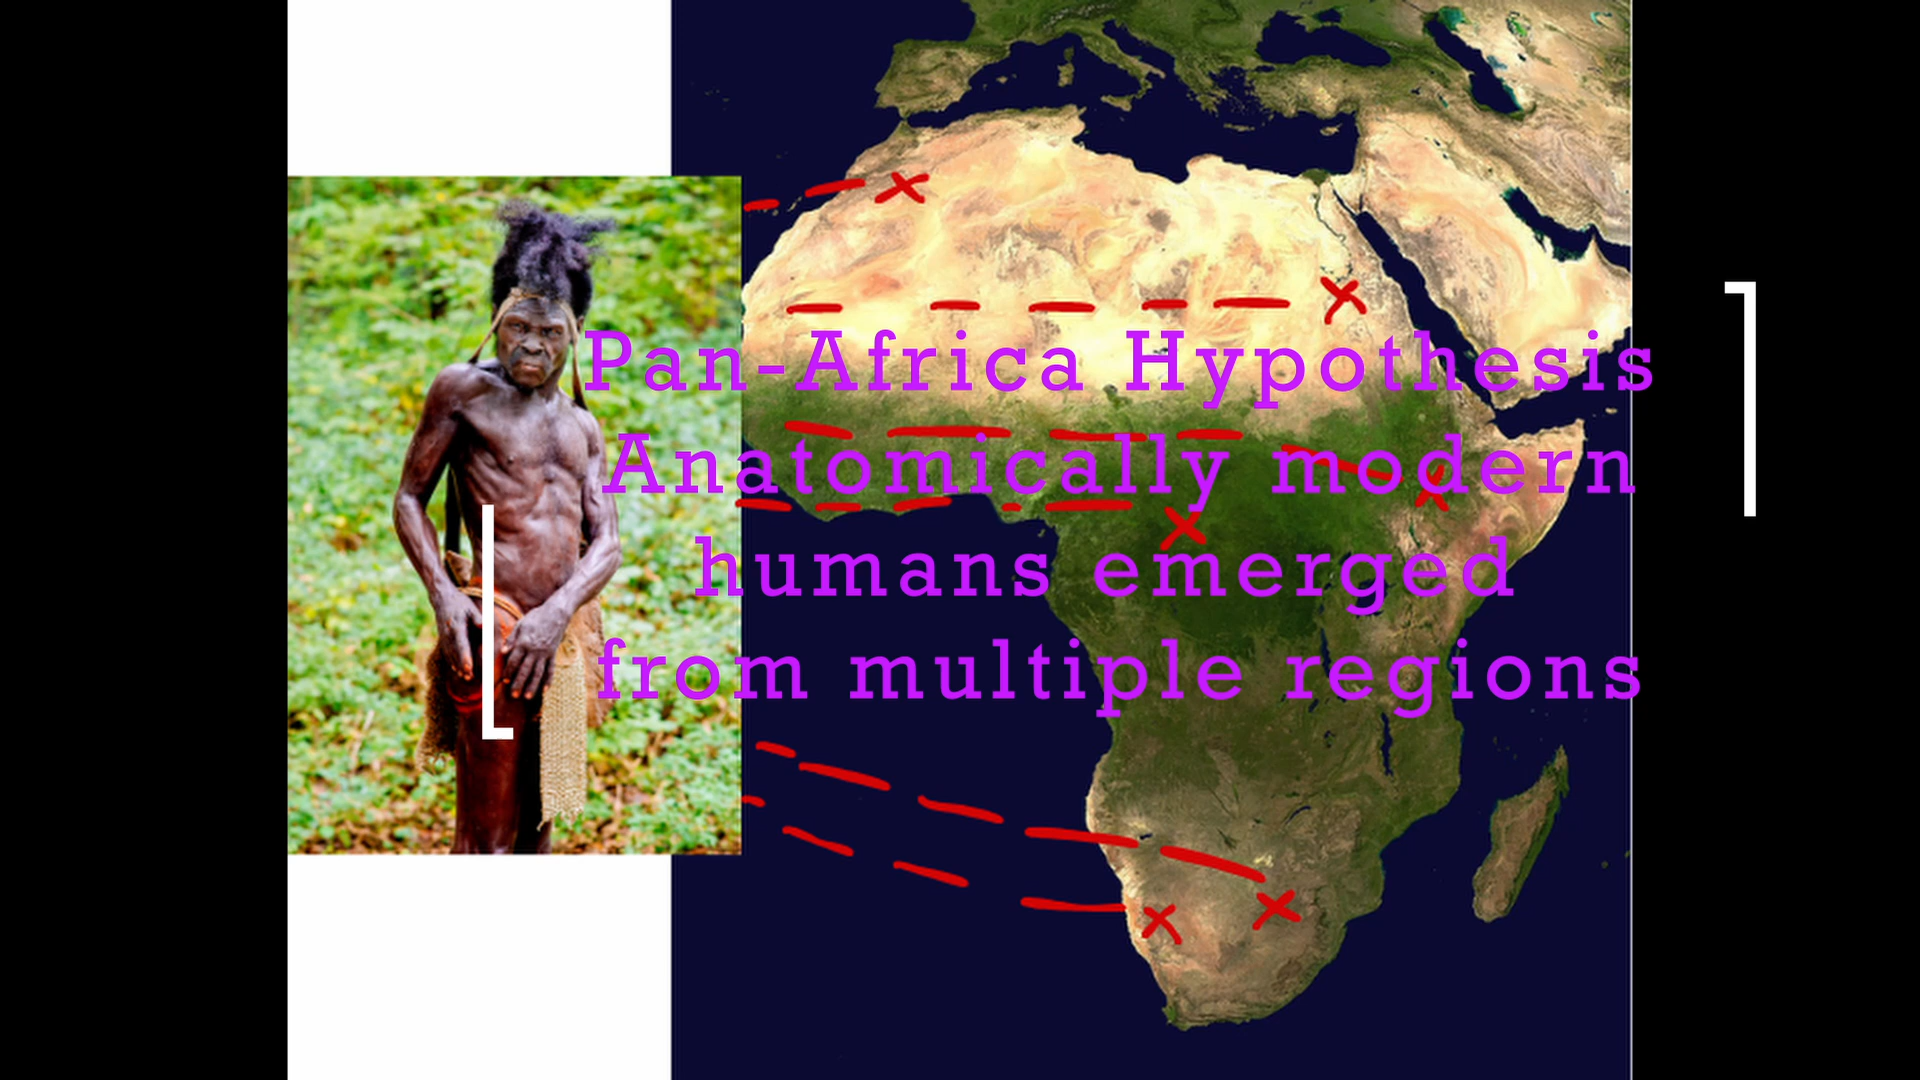 Pan-Africa Hypothesis
Anatomically modern
humans emerged
from multiple regions